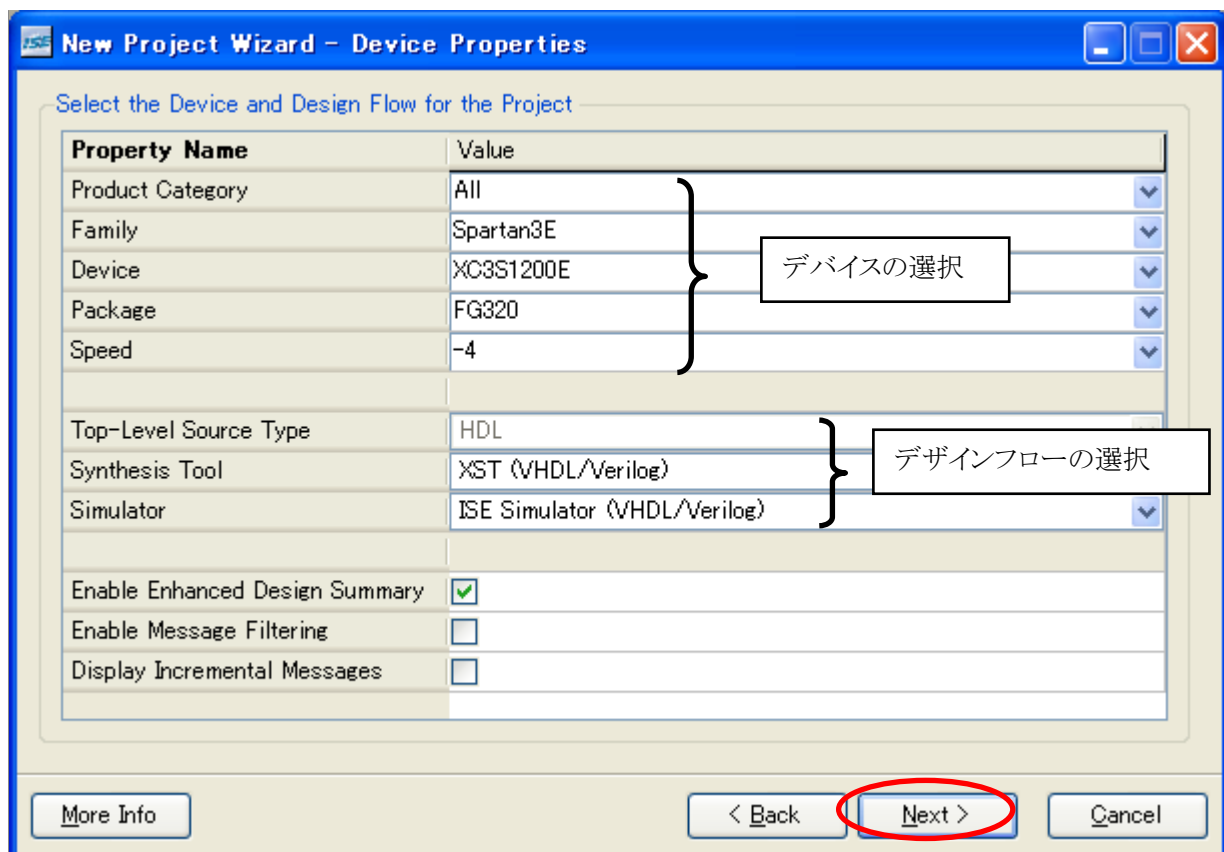 ISE New Project Wizard - Device Properties
Select the Device and Design Flow for the Project
Property Name Value
Product Category All
Family Spartan3E
Device XC3S1200E
デバイスの選択
Package FG320
Speed -4
Top-Level Source Type HDL
Synthesis Tool XST (VHDL/Verilog)
デザインフローの選択
Simulator ISE Simulator (VHDL/Verilog)
Enable Enhanced Design Summary
Enable Message Filtering
Display Incremental Messages
More Info < Back Next > Cancel